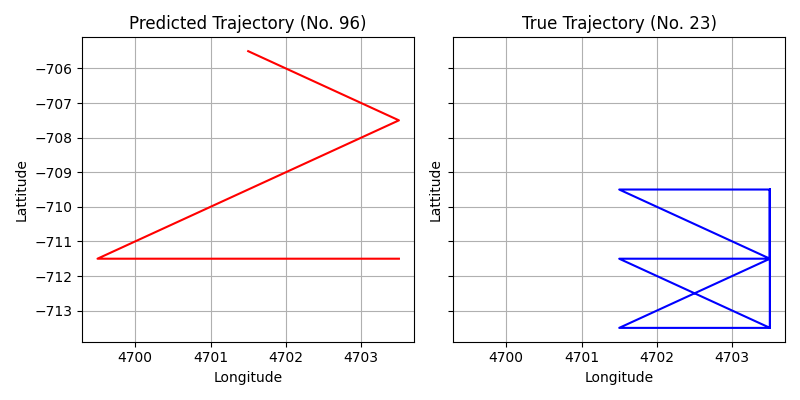 Predicted Trajectory (No. 96)
True Trajectory (No. 23)
−706
−707
−708
−709
−710
−711
−712
−713
Lattitude
Lattitude
4700 4701 4702 4703
4700 4701 4702 4703
Longitude
Longitude